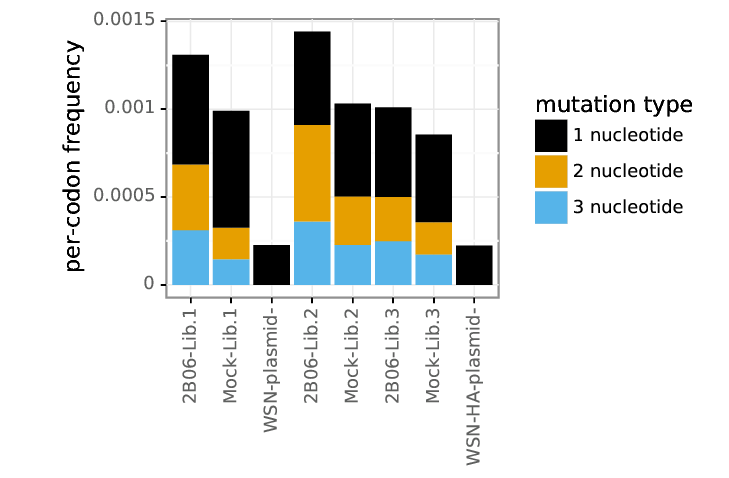 0.0015
0.001
0.0005
0
per-codon frequency
2B06-Lib.1
Mock-Lib.1
WSN-plasmid-
2B06-Lib.2
Mock-Lib.2
2B06-Lib.3
Mock-Lib.3
WSN-HA-plasmid-
mutation type
1 nucleotide
2 nucleotide
3 nucleotide